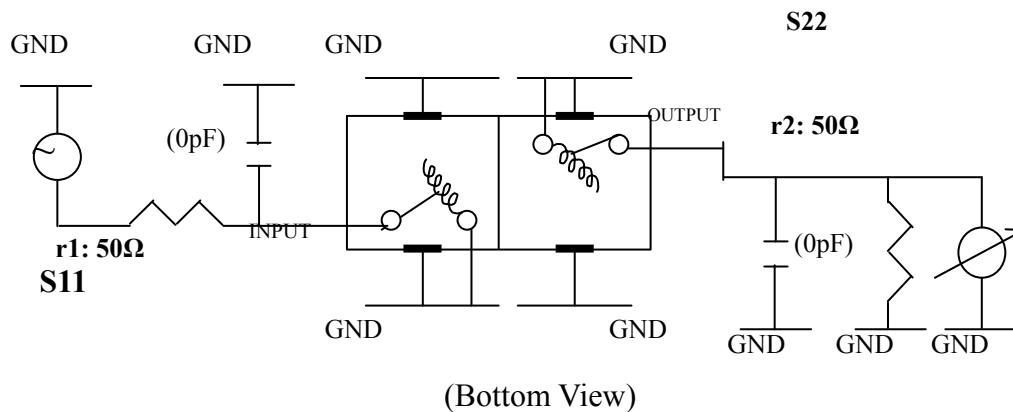 S22
GND GND GND GND
OUTPUT
r2: 50Ω
(0pF)
INPUT
r1: 50Ω
S11
(0pF)
GND GND
GND GND GND
(Bottom View)